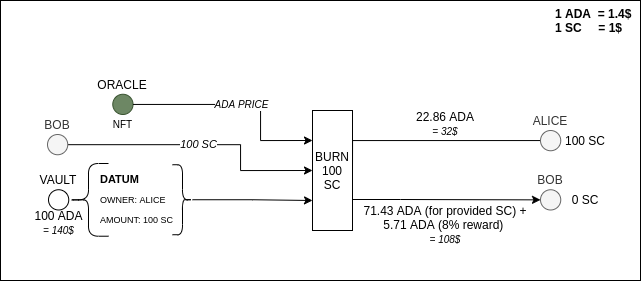 1 ADA = 1.4$
1 SC = 1$
ORACLE
NFT
ADA PRICE
BOB
100 SC
VAULT
100 ADA
= 140$
DATUM
OWNER: ALICE
AMOUNT: 100 SC
BURN
100
SC
22.86 ADA
= 32$
ALICE
100 SC
BOB
0 SC
71.43 ADA (for provided SC) +
5.71 ADA (8% reward)
= 108$